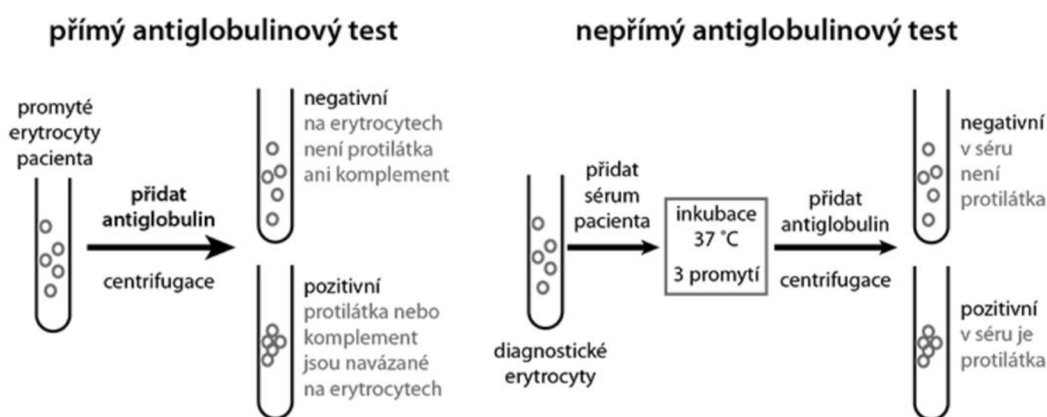 přímý antiglobulinový test
promyté
erytrocyty
pacienta
přidat
antiglobulin
centrifugace
negativní
na erytrocytech
není protilátka
ani komplement
pozitivní
protilátka nebo
komplement
jsou navázané
na erytrocytech
nepřímý antiglobulinový test
diagnostické
erytrocyty
přidat
sérum
pacienta
inkubace
37 °C
3 promytí
přidat
antiglobulin
centrifugace
negativní
v séru
není
protilátka
pozitivní
v séru je
protilátka